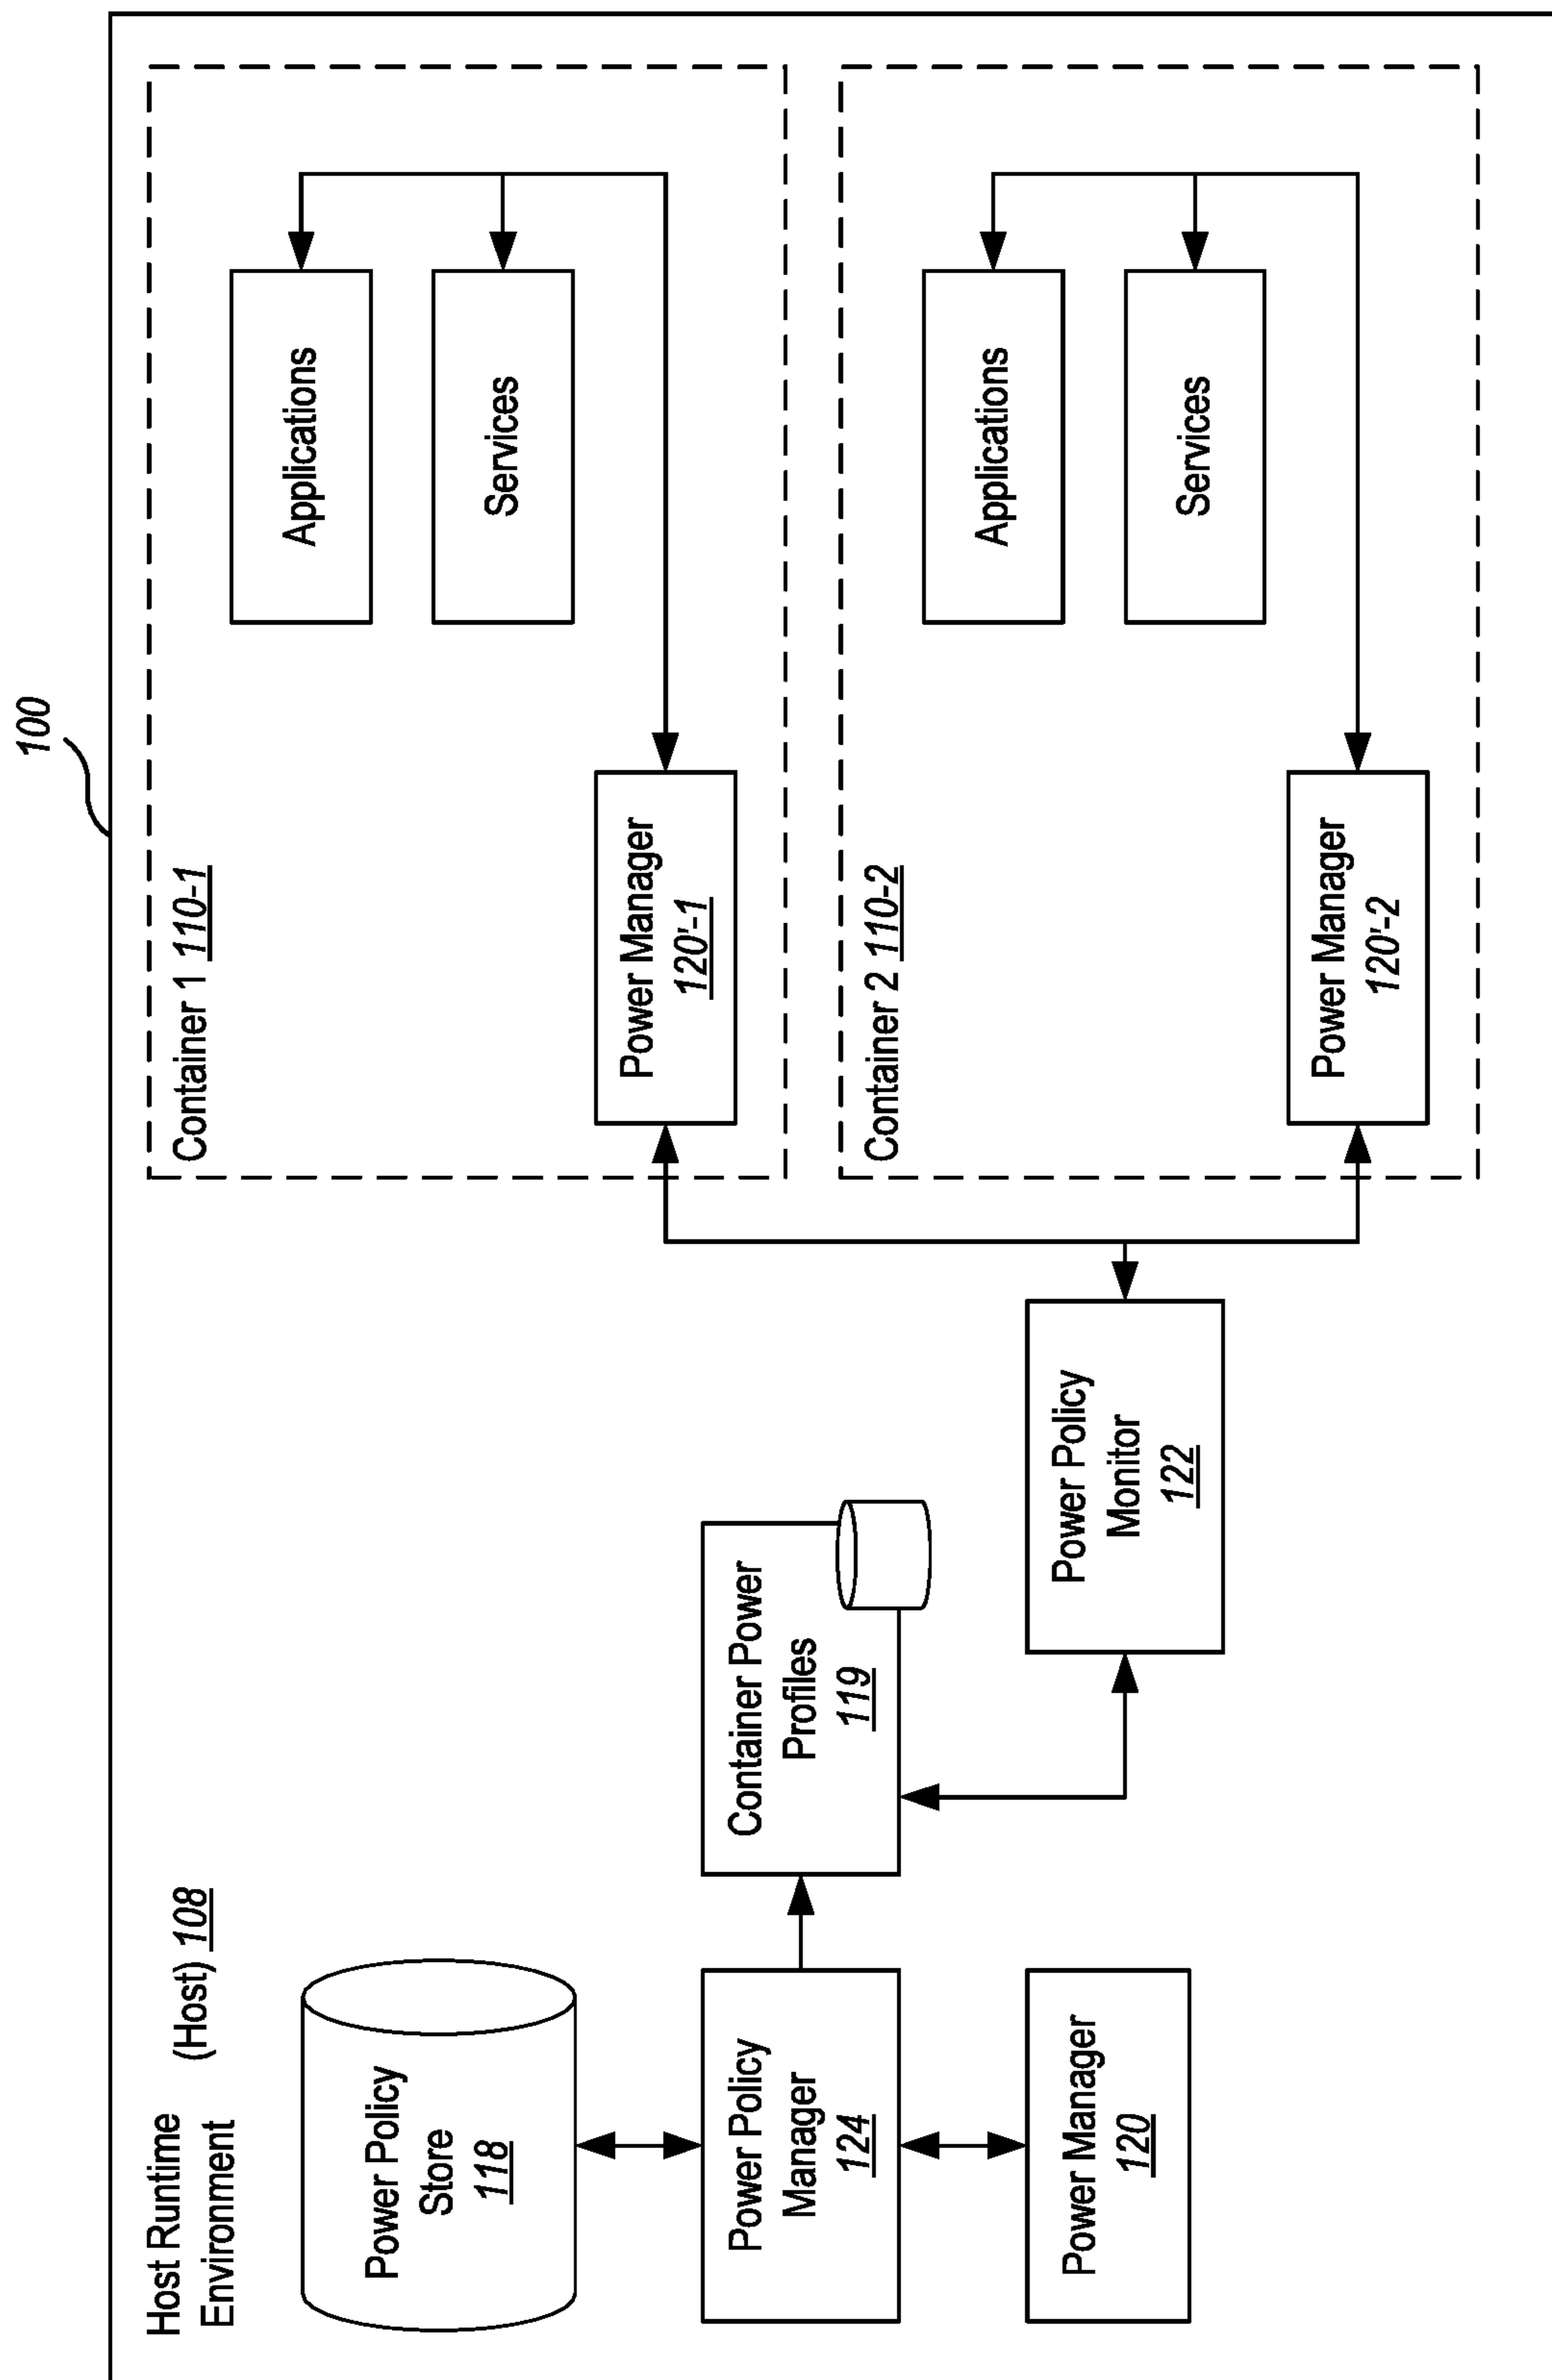 100
Host Runtime
Environment
(Host) 108
Power Policy
Store
118
Power Policy
Manager
124
Power Manager
120
Container Power
Profiles
119
Power Policy
Monitor
122
Container 1 110-1
Power Manager
120'-1
Applications
Services
Container 2 110-2
Power Manager
120'-2
Applications
Services